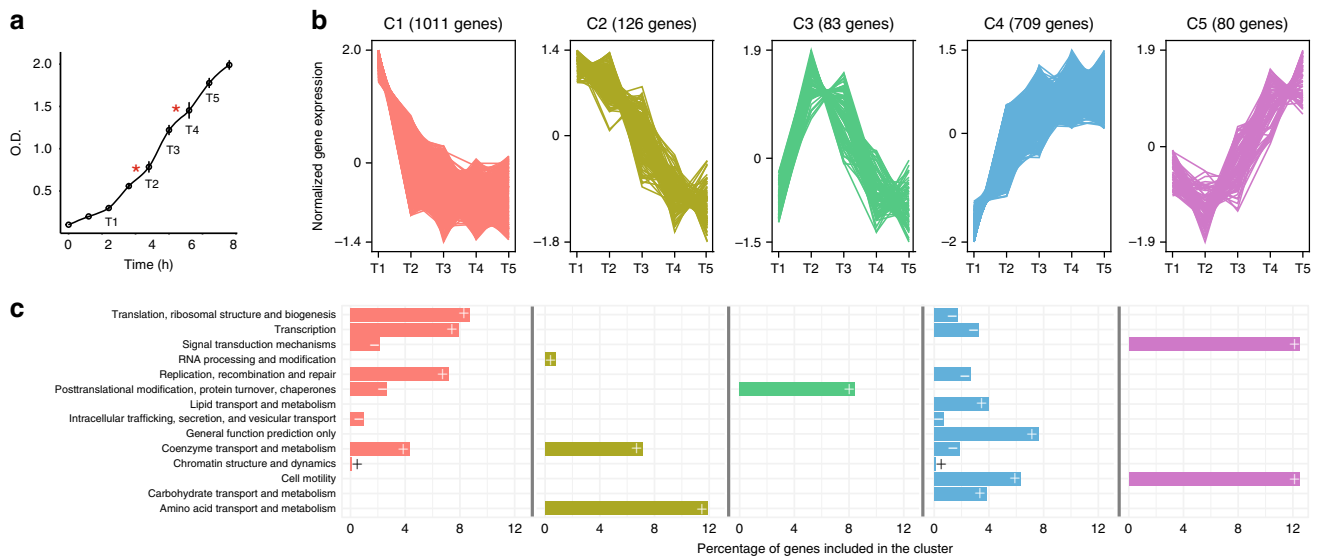 a
O.D.
2.0
1.5
1.0
0.5
*
*
T1
T2
T3
T4
T5
0 2 4 6 8
Time (h)
b
Normalized gene expression
C1 (1011 genes)
2.0
0
−1.4
T1 T2 T3 T4 T5
C2 (126 genes)
1.4
0
−1.8
T1 T2 T3 T4 T5
C3 (83 genes)
1.9
0
−1.5
T1 T2 T3 T4 T5
C4 (709 genes)
1.5
0
−2
T1 T2 T3 T4 T5
C5 (80 genes)
1.9
0
−1.9
T1 T2 T3 T4 T5
c
Translation, ribosomal structure and biogenesis + −
Transcription + −
Signal transduction mechanisms − +
RNA processing and modification +
Replication, recombination and repair + −
Posttranslational modification, protein turnover, chaperones − +
Lipid transport and metabolism +
Intracellular trafficking, secretion, and vesicular transport − −
General function prediction only +
Coenzyme transport and metabolism + + −
Chromatin structure and dynamics + +
Cell motility + +
Carbohydrate transport and metabolism +
Amino acid transport and metabolism +
0 4 8 12 0 4 8 12 0 4 8 12 0 4 8 12 0 4 8 12
Percentage of genes included in the cluster